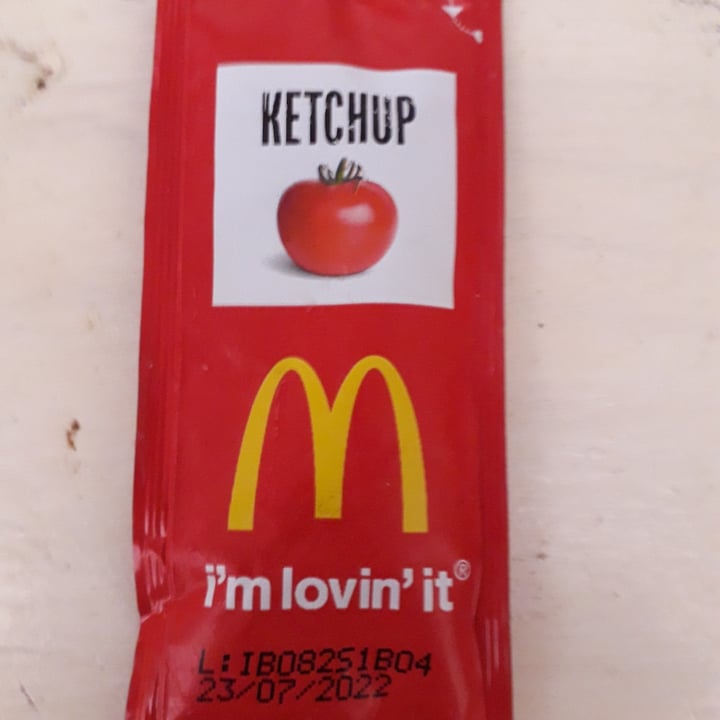 KETCHUP
M
i'm lovin' it®
L:IB08251B04
23/07/2022